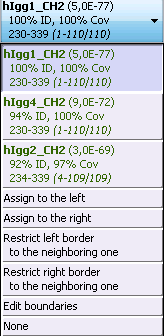 hIgg1_CH2 (5,0E-77)
100% ID, 100% Cov
230-339 (1-110/110)
hIgg1_CH2 (5,0E-77)
100% ID, 100% Cov
230-339 (1-110/110)
hIgg4_CH2 (9,0E-72)
94% ID, 100% Cov
230-339 (1-110/110)
hIgg2_CH2 (3,0E-69)
92% ID, 97% Cov
234-339 (4-109/109)
Assign to the left
Assign to the right
Restrict left border
to the neighboring one
Restrict right border
to the neighboring one
Edit boundaries
None